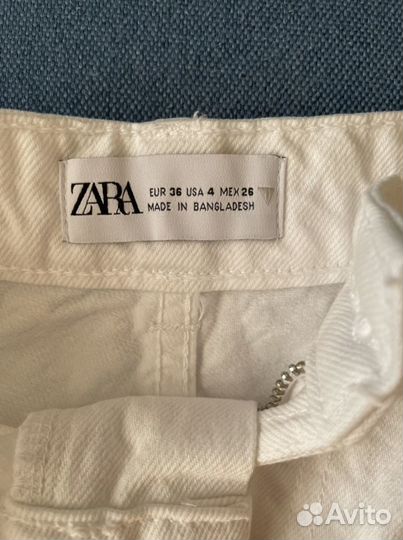 ZARA
EUR 36 USA 4 MEX 26
MADE IN BANGLADESH
Avito